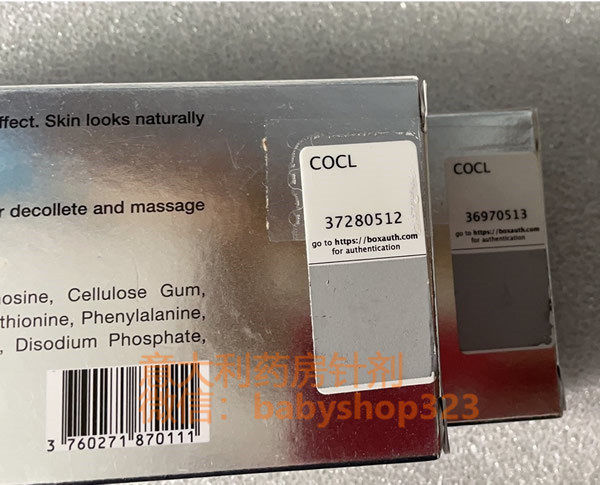 ffect. Skin looks naturally
r decollete and massage
nosine, Cellulose Gum,
thionine, Phenylalanine,
, Disodium Phosphate,
3 760271 870111
COCL
37280512
go to https://boxauth.com
for authentication
COCL
36970513
go to https://boxauth.com
for authentication
意大利药房针剂
微信：babyshop323